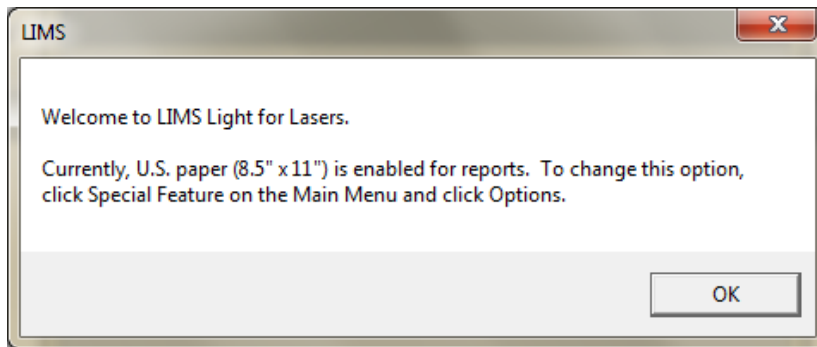 LIMS
Welcome to LIMS Light for Lasers.
Currently, U.S. paper (8.5" x 11") is enabled for reports.  To change this option,
click Special Feature on the Main Menu and click Options.
OK